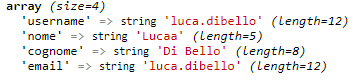 array (size=4)
'username' => string 'luca.dibello' (length=12)
'nome' => string 'Lucaa' (length=5)
'cognome' => string 'Di Bello' (length=8)
'email' => string 'luca.dibello' (length=12)